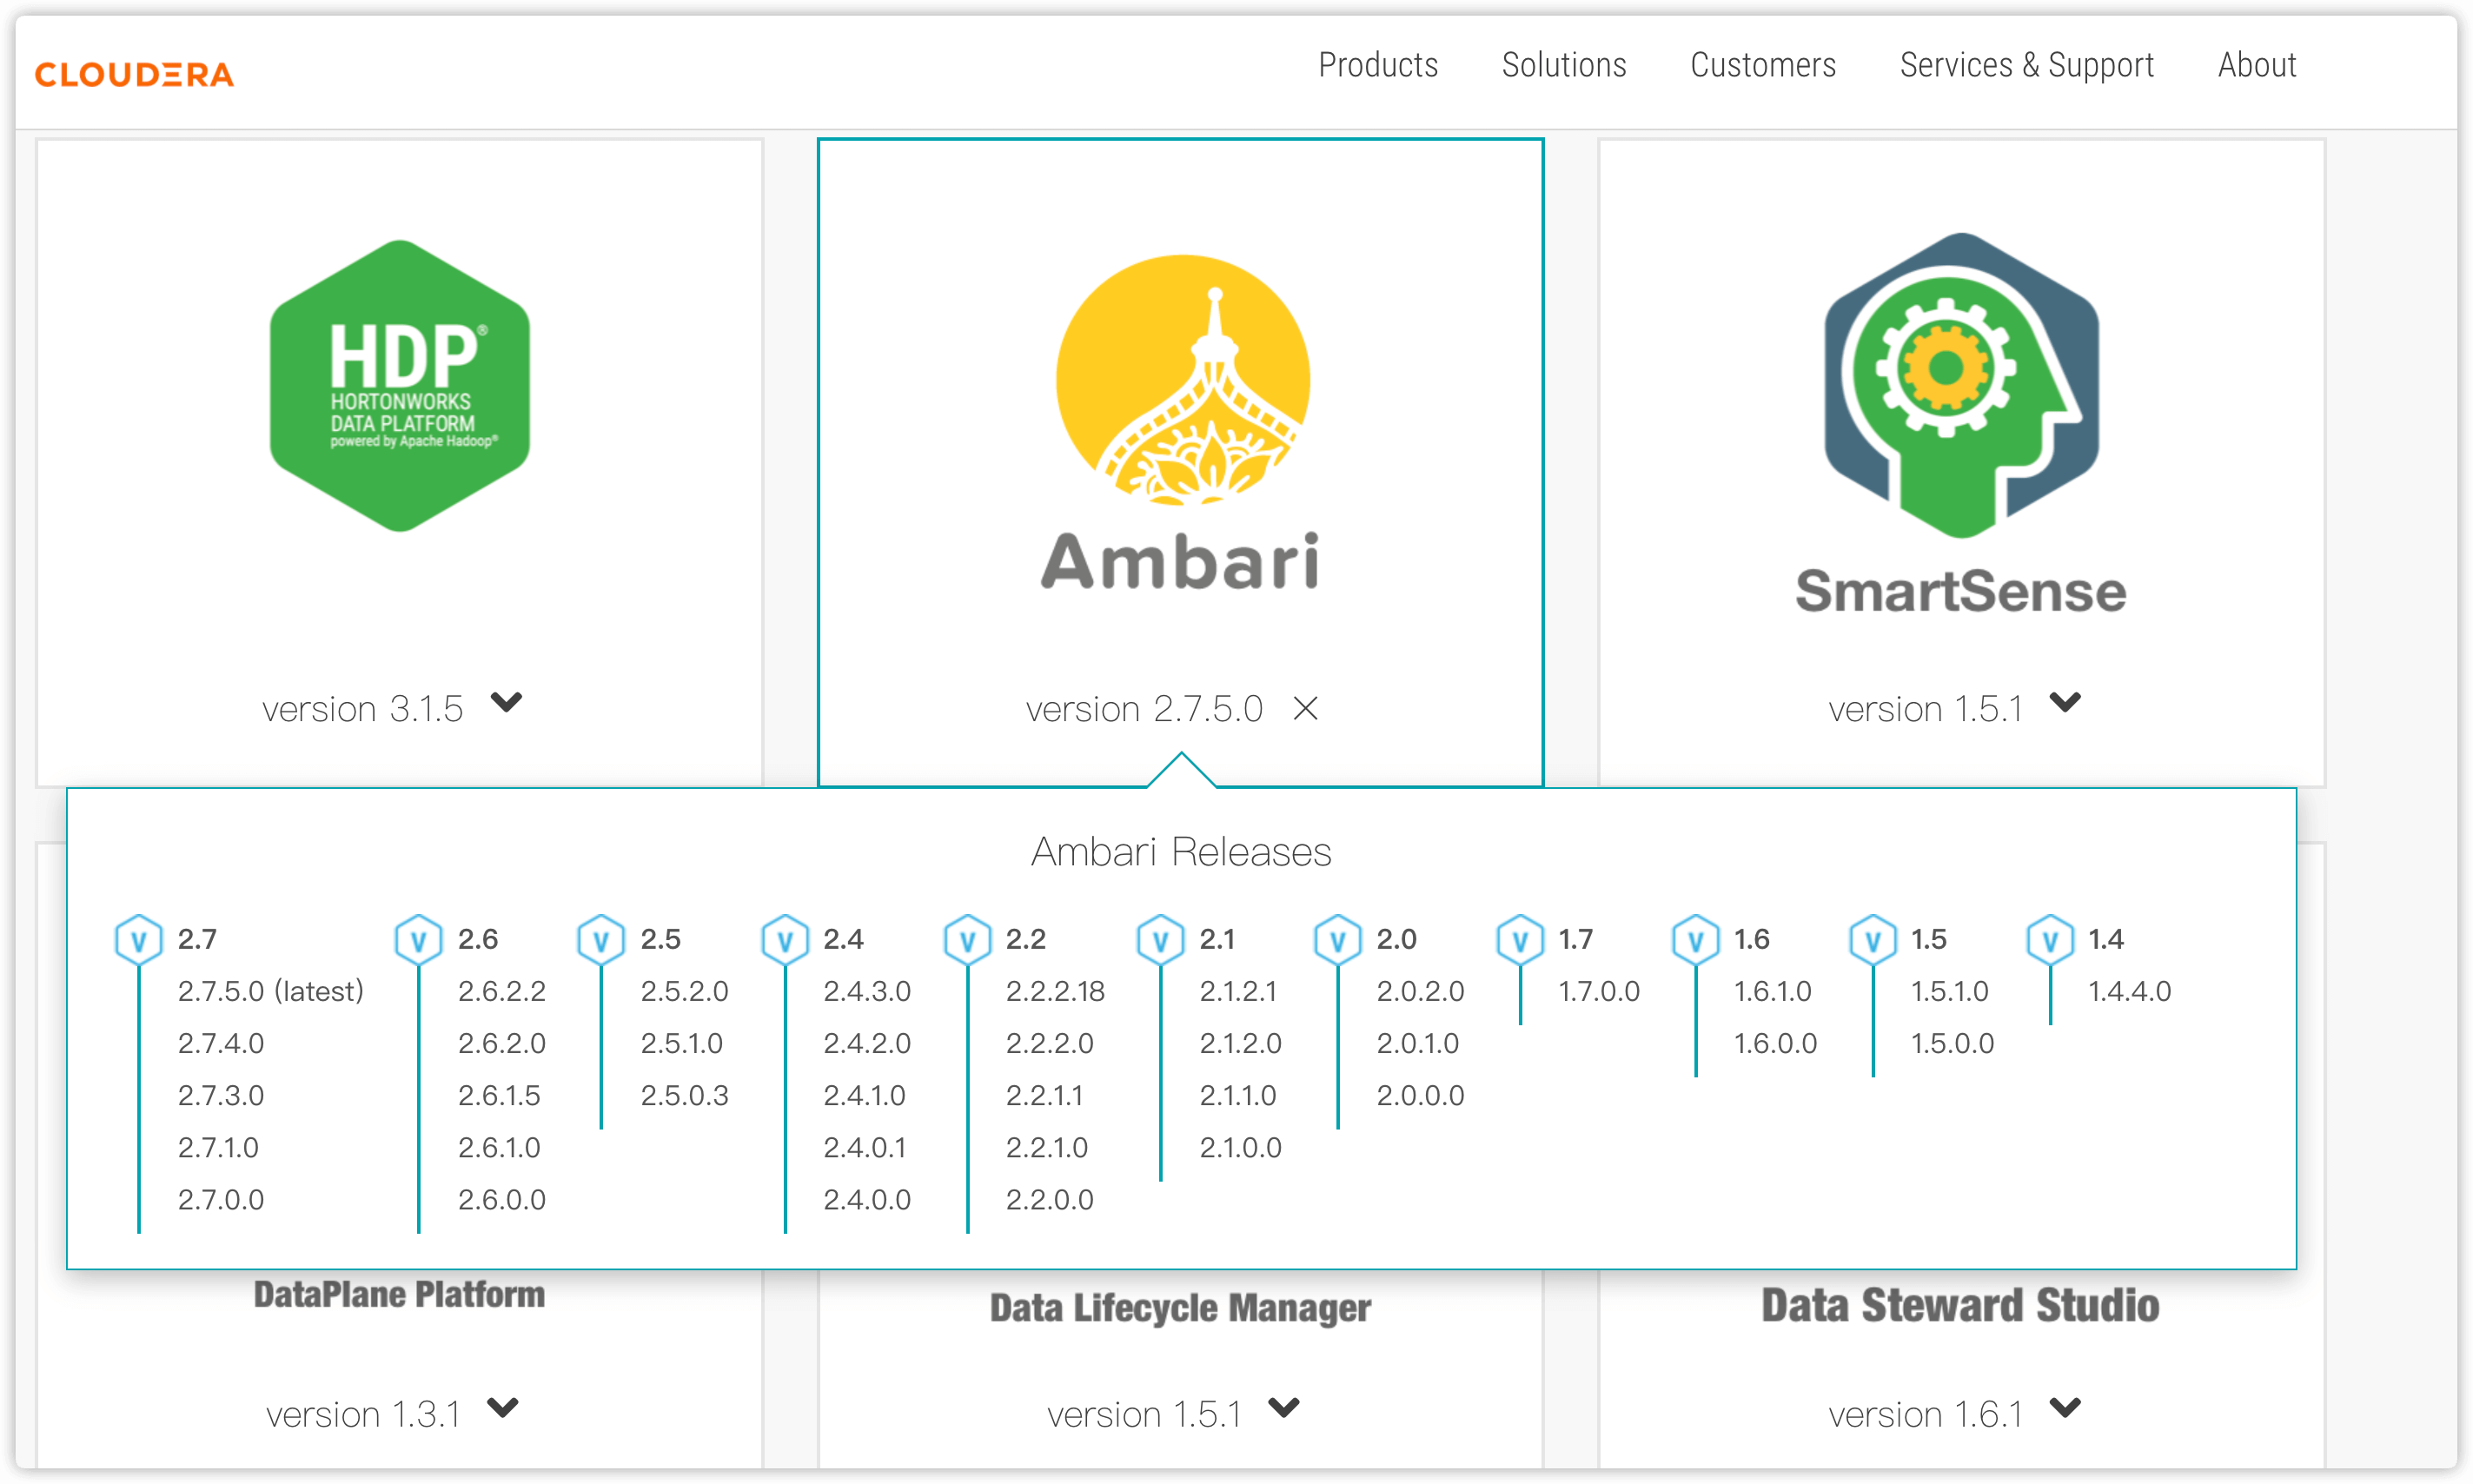 CLOUDERA
Products Solutions Customers Services & Support About
HDP®
HORTONWORKS
DATA PLATFORM
powered by Apache Hadoop®
version 3.1.5
Ambari
version 2.7.5.0
SmartSense
version 1.5.1
Ambari Releases
V 2.7
2.7.5.0 (latest)
2.7.4.0
2.7.3.0
2.7.1.0
2.7.0.0
V 2.6
2.6.2.2
2.6.2.0
2.6.1.5
2.6.1.0
2.6.0.0
V 2.5
2.5.2.0
2.5.1.0
2.5.0.3
V 2.4
2.4.3.0
2.4.2.0
2.4.1.0
2.4.0.1
2.4.0.0
V 2.2
2.2.2.18
2.2.2.0
2.2.1.1
2.2.1.0
2.2.0.0
V 2.1
2.1.2.1
2.1.2.0
2.1.1.0
2.1.0.0
V 2.0
2.0.2.0
2.0.1.0
2.0.0.0
V 1.7
1.7.0.0
V 1.6
1.6.1.0
1.6.0.0
V 1.5
1.5.1.0
1.5.0.0
V 1.4
1.4.4.0
DataPlane Platform
version 1.3.1
Data Lifecycle Manager
version 1.5.1
Data Steward Studio
version 1.6.1